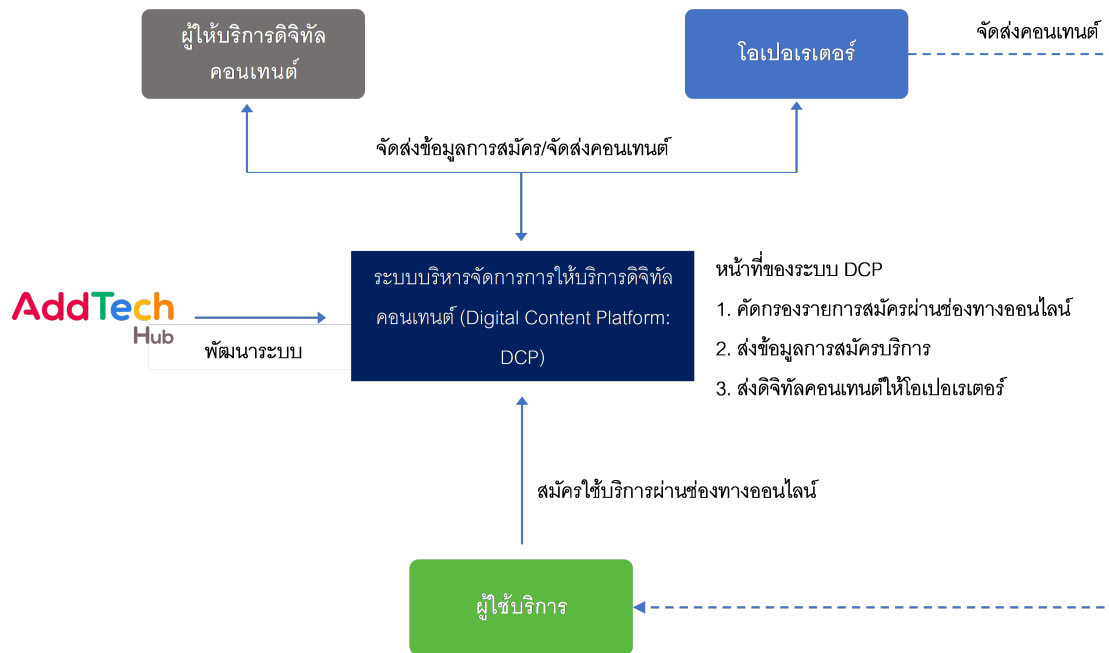 ผู้ให้บริการดิจิทัล
คอนเทนต์
โอเปอเรเตอร์
จัดส่งคอนเทนต์
จัดส่งข้อมูลการสมัคร/จัดส่งคอนเทนต์
ระบบบริหารจัดการการให้บริการดิจิทัล
คอนเทนต์ (Digital Content Platform:
DCP)
หน้าที่ของระบบ DCP
1. คัดกรองรายการสมัครผ่านช่องทางออนไลน์
2. ส่งข้อมูลการสมัครบริการ
3. ส่งดิจิทัลคอนเทนต์ให้โอเปอเรเตอร์
AddTech
Hub
พัฒนาระบบ
สมัครใช้บริการผ่านช่องทางออนไลน์
ผู้ใช้บริการ